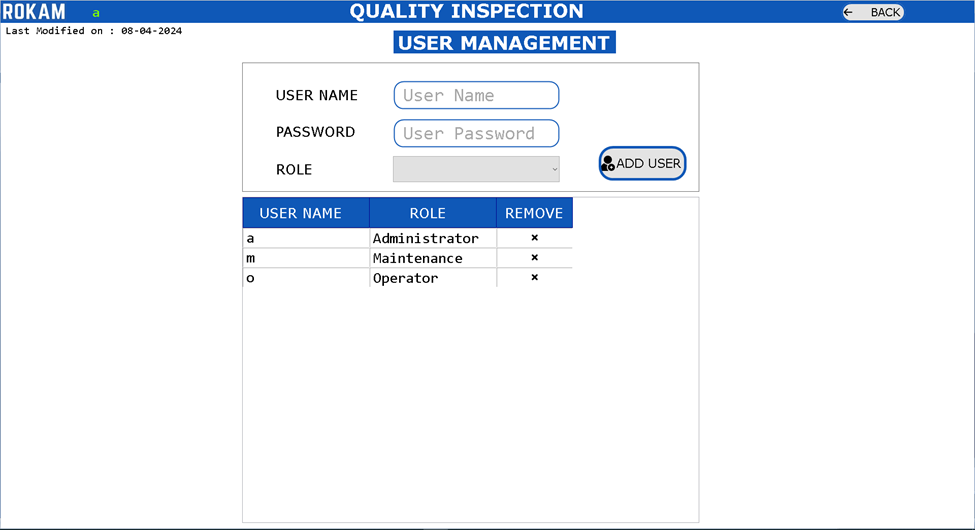 ROKAM a QUALITY INSPECTION ← BACK
Last Modified on : 08-04-2024
USER MANAGEMENT
USER NAME User Name
PASSWORD User Password
ROLE ADD USER
USER NAME ROLE REMOVE
a Administrator ×
m Maintenance ×
o Operator ×